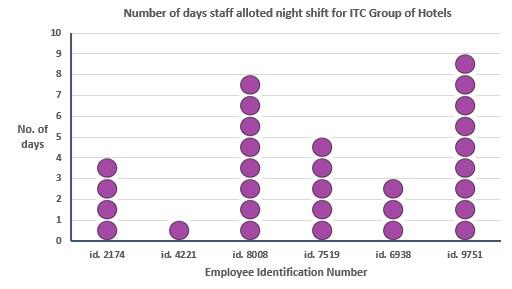 Number of days staff alloted night shift for ITC Group of Hotels
10
9
8
7
6
5
4
3
2
1
0
No. of
days
id. 2174 id. 4221 id. 8008 id. 7519 id. 6938 id. 9751
Employee Identification Number